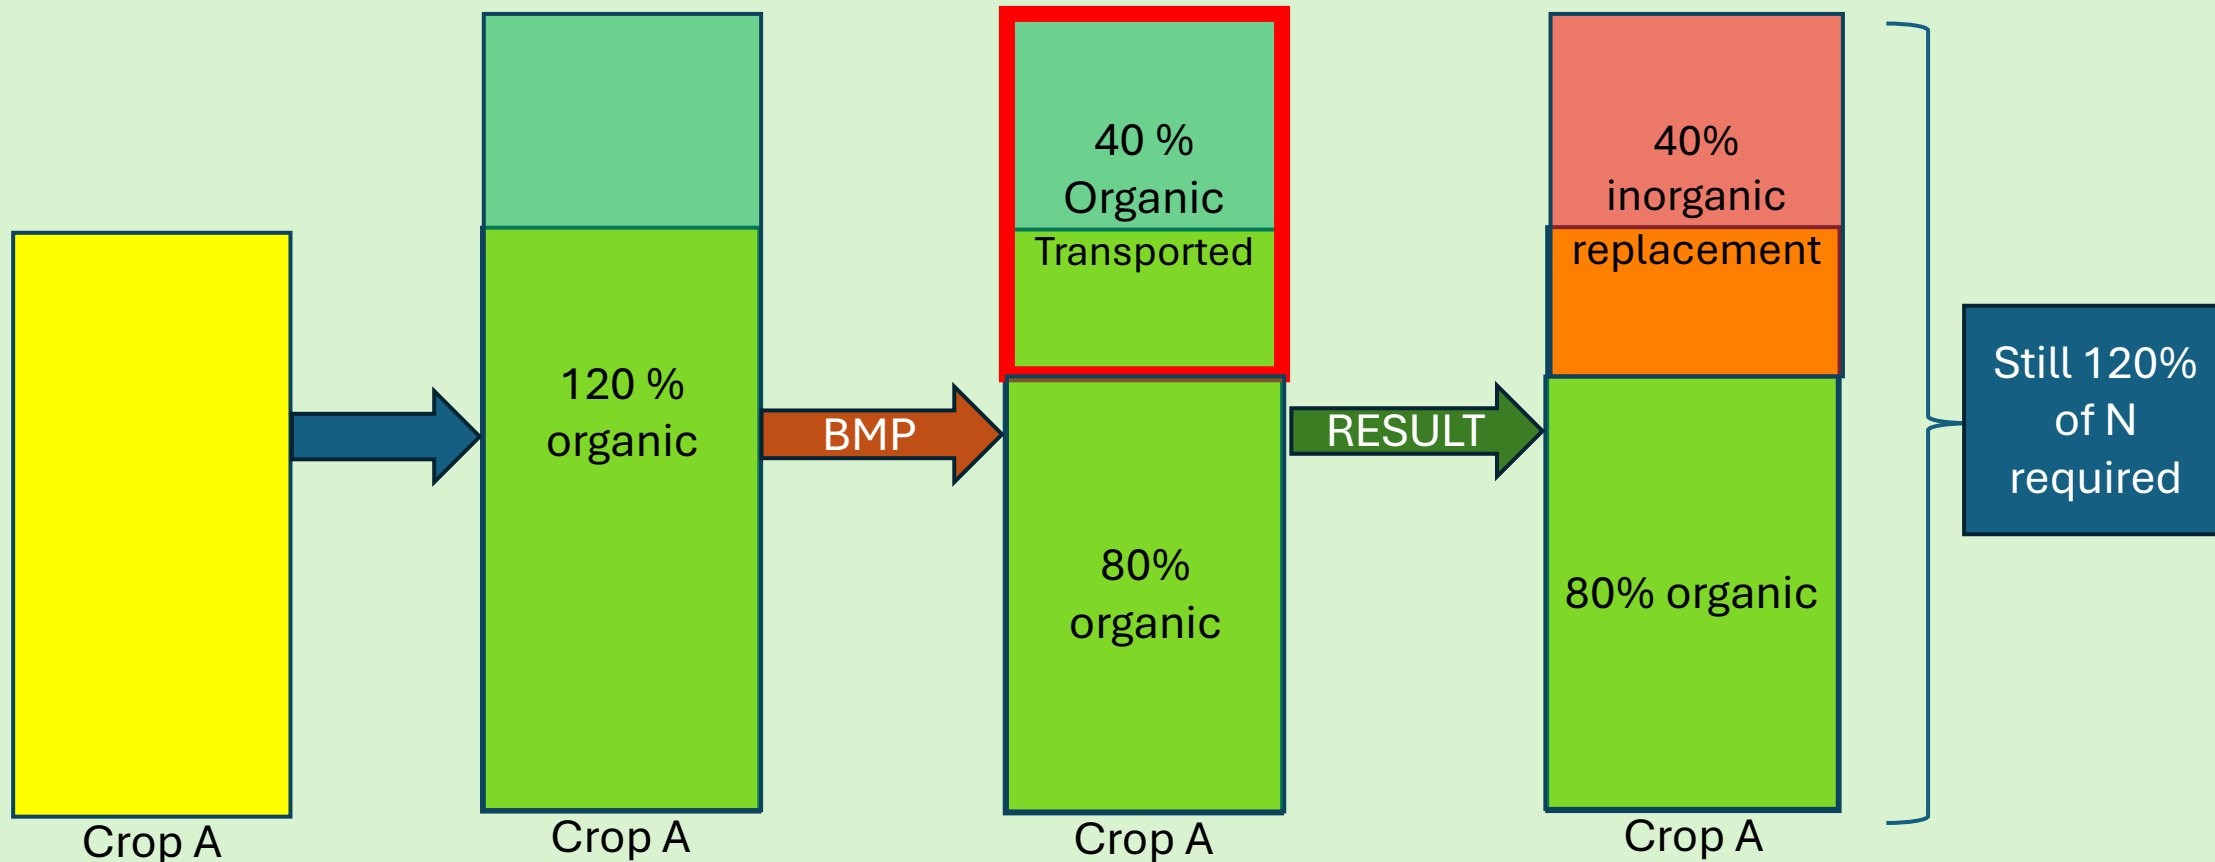 Crop A
120 %
organic
Crop A
BMP
40 %
Organic
Transported
80%
organic
Crop A
RESULT
40%
inorganic
replacement
80% organic
Crop A
Still 120%
of N
required